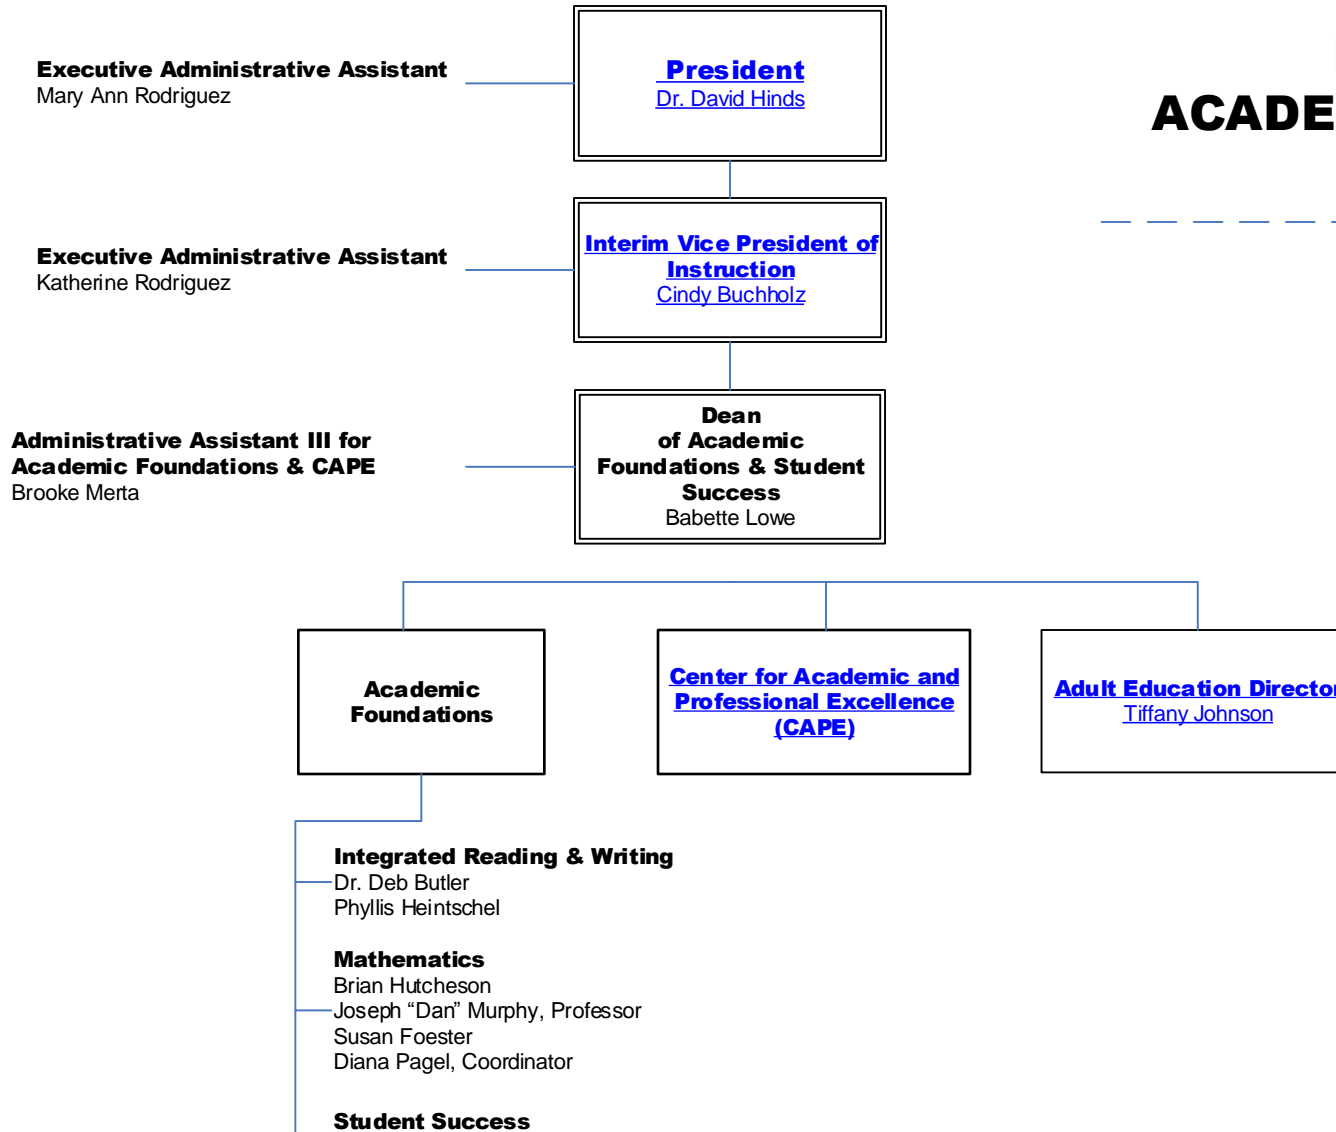 Executive Administrative Assistant
Mary Ann Rodriguez
President
Dr. David Hinds
ACADE
Executive Administrative Assistant
Katherine Rodriguez
Interim Vice President of
Instruction
Cindy Buchholz
Administrative Assistant III for
Academic Foundations & CAPE
Brooke Merta
Dean
of Academic
Foundations & Student
Success
Babette Lowe
Academic
Foundations
Center for Academic and
Professional Excellence
(CAPE)
Adult Education Director
Tiffany Johnson
Integrated Reading & Writing
Dr. Deb Butler
Phyllis Heintschel
Mathematics
Brian Hutcheson
Joseph “Dan” Murphy, Professor
Susan Foester
Diana Pagel, Coordinator
Student Success